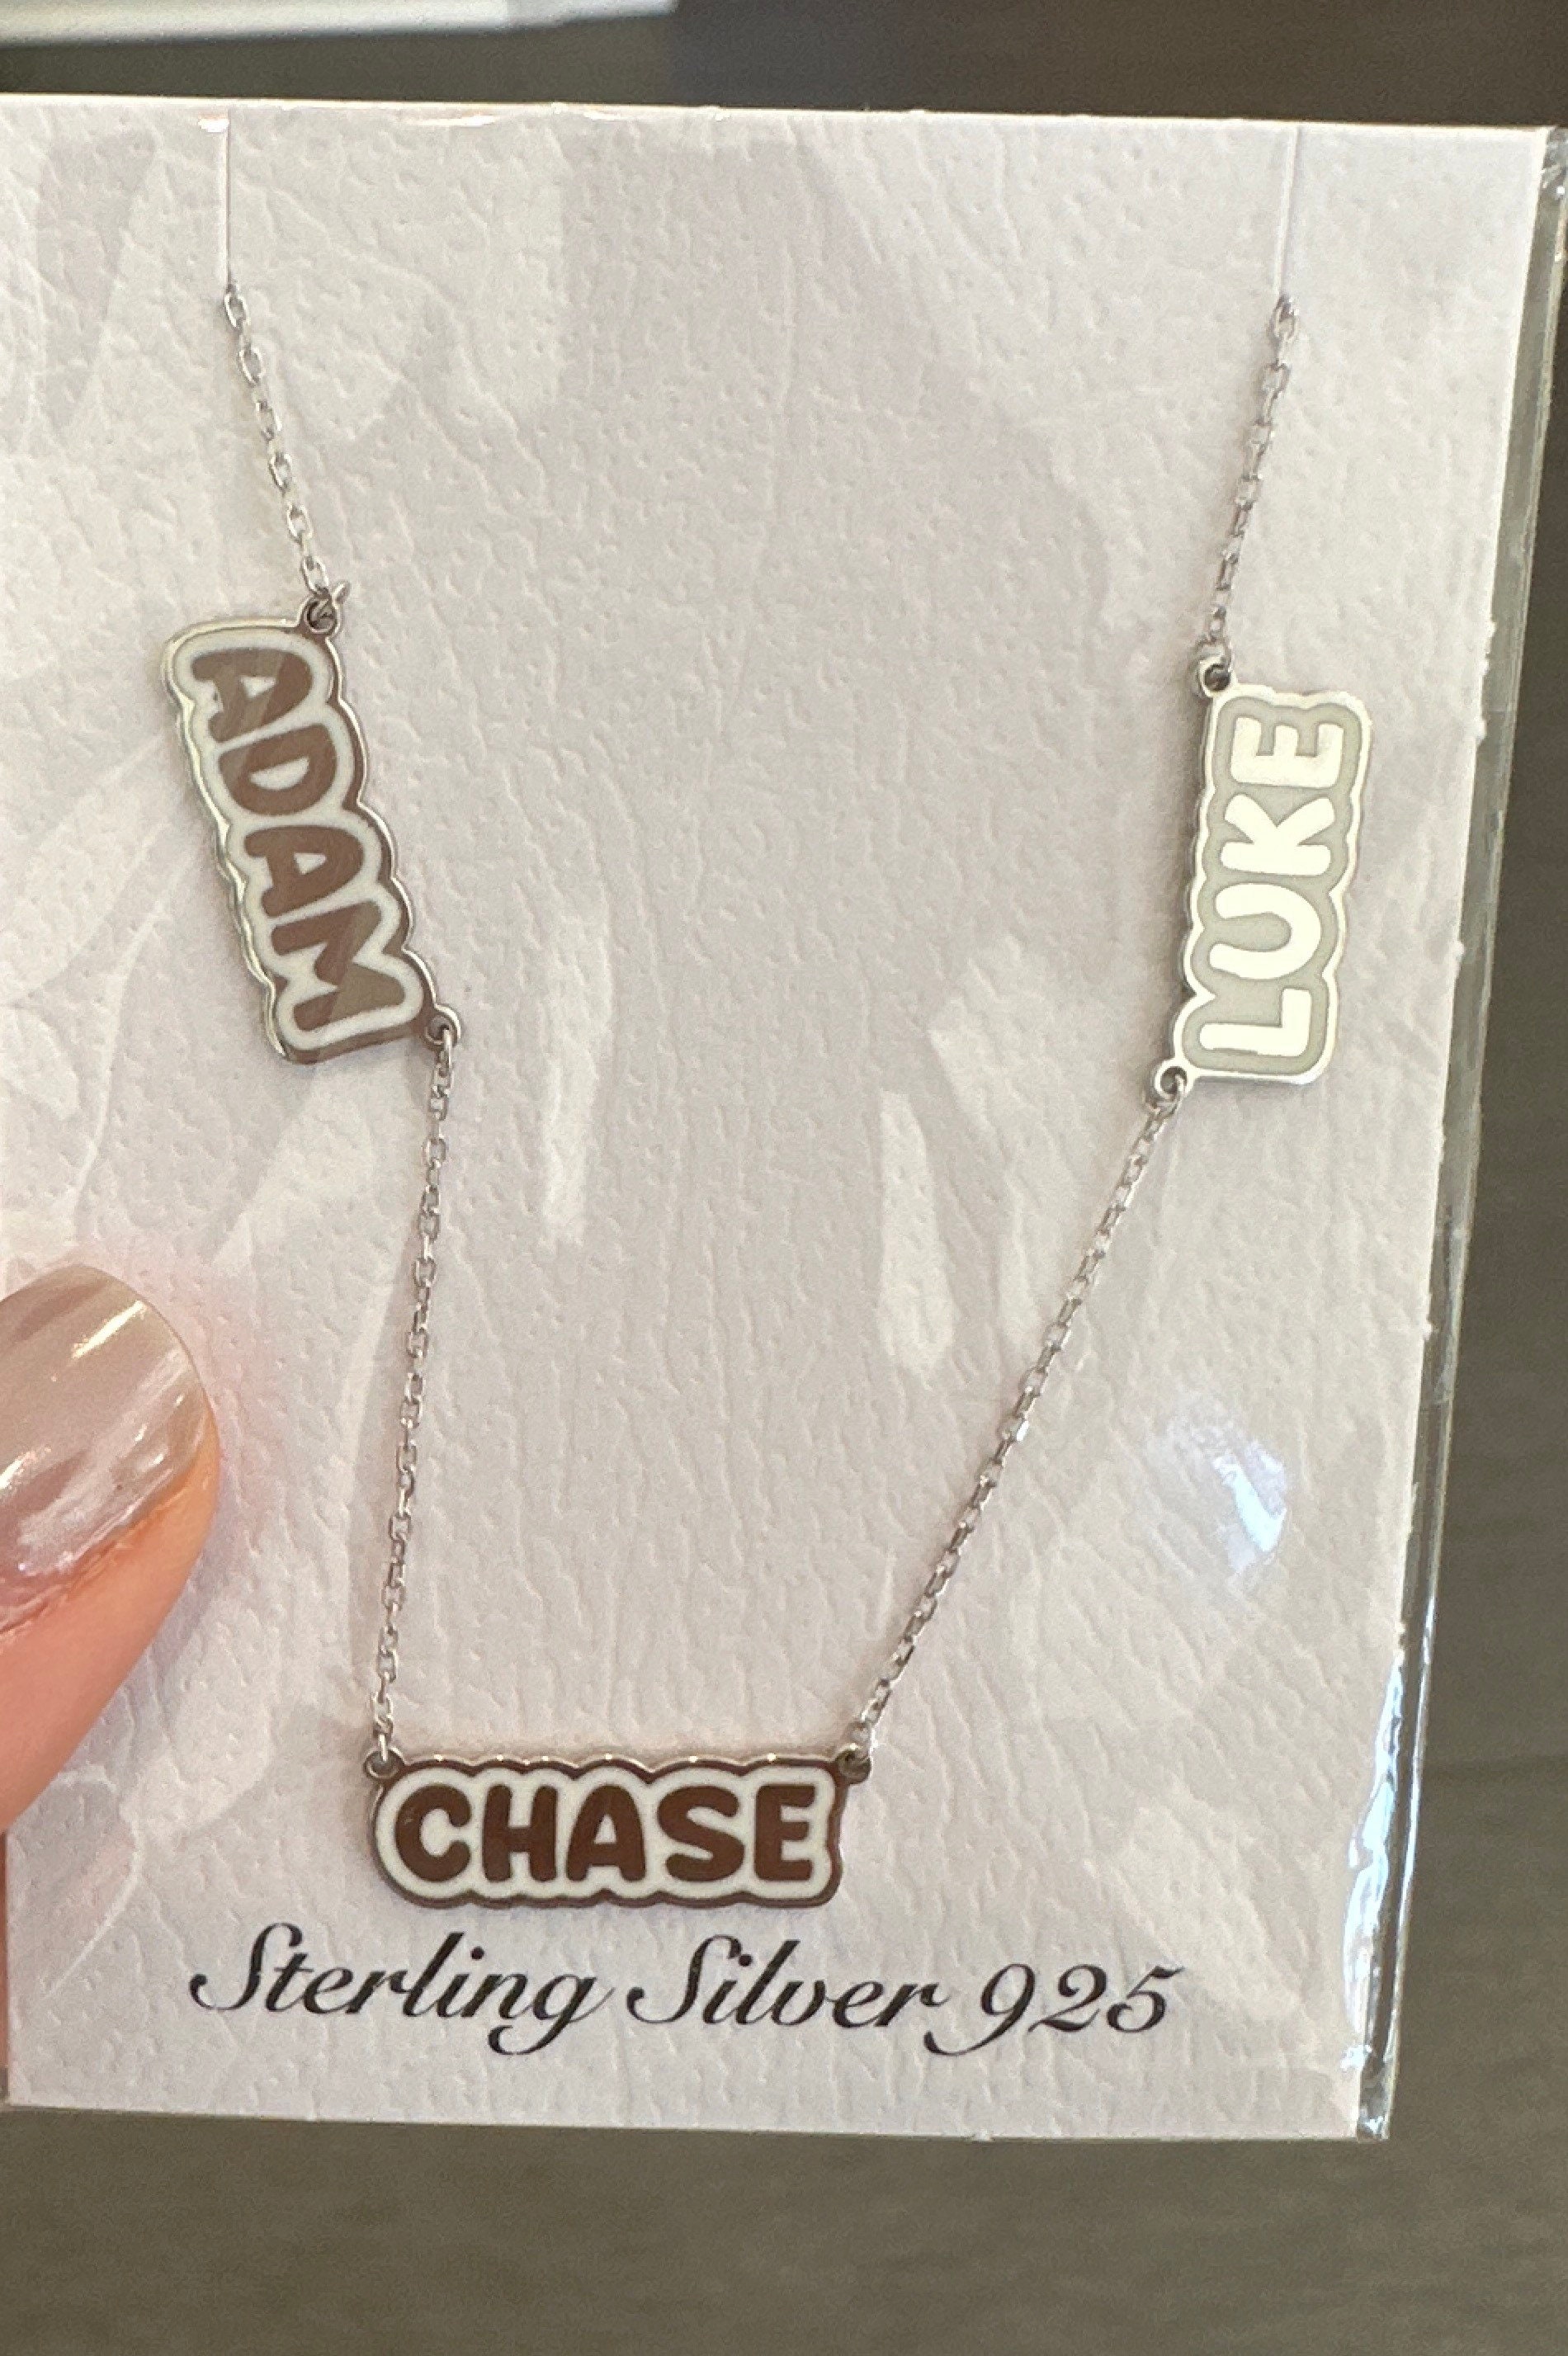 ADAM
LUKE
CHASE
Sterling Silver 925